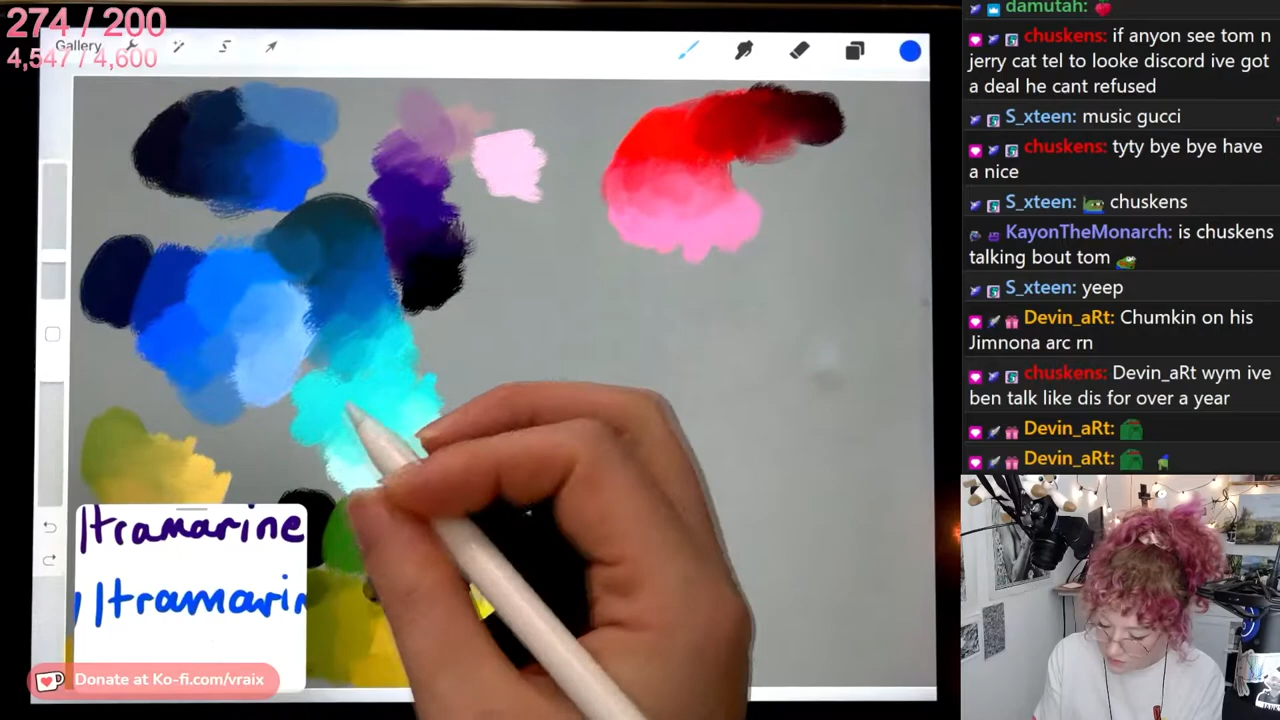 274 / 200
4,547 / 4,600
Gallery
ltramarine
ltramarin
Donate at Ko-fi.com/vraix
damutah:
chuskens: if anyon see tom n
jerry cat tel to looke discord ive got
a deal he cant refused
S_xteen: music gucci
chuskens: tyty bye bye have
a nice
S_xteen: chuskens
KayonTheMonarch: is chuskens
talking bout tom
S_xteen: yeep
Devin_aRt: Chumkin on his
Jimnona arc rn
chuskens: Devin_aRt wym ive
ben talk like dis for over a year
Devin_aRt:
Devin_aRt: